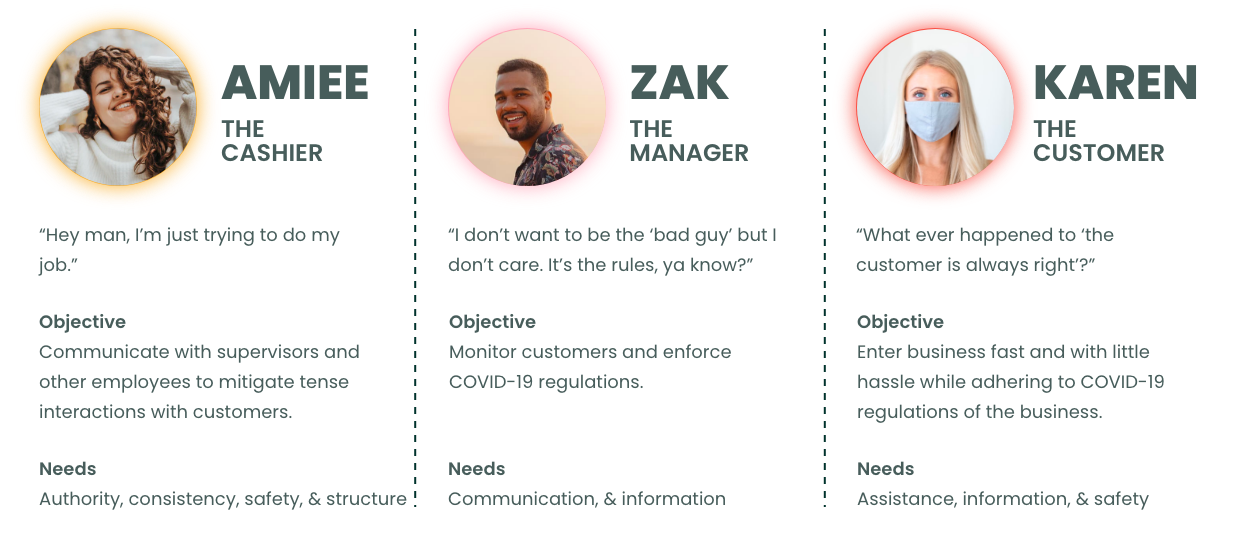 AMIEE
THE
CASHIER
“Hey man, I’m just trying to do my
job.”
Objective
Communicate with supervisors and
other employees to mitigate tense
interactions with customers.
Needs
Authority, consistency, safety, & structure
ZAK
THE
MANAGER
“I don’t want to be the ‘bad guy’ but I
don’t care. It’s the rules, ya know?”
Objective
Monitor customers and enforce
COVID-19 regulations.
Needs
Communication, & information
KAREN
THE
CUSTOMER
“What ever happened to ‘the
customer is always right’?”
Objective
Enter business fast and with little
hassle while adhering to COVID-19
regulations of the business.
Needs
Assistance, information, & safety